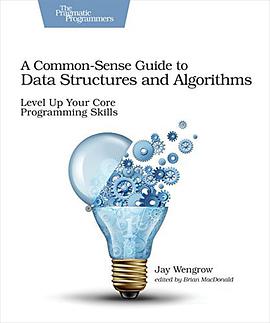 The
Pragmatic
Programmers
A Common-Sense Guide to
Data Structures and Algorithms
Level Up Your Core
Programming Skills
Jay Wengrow
edited by Brian MacDonald